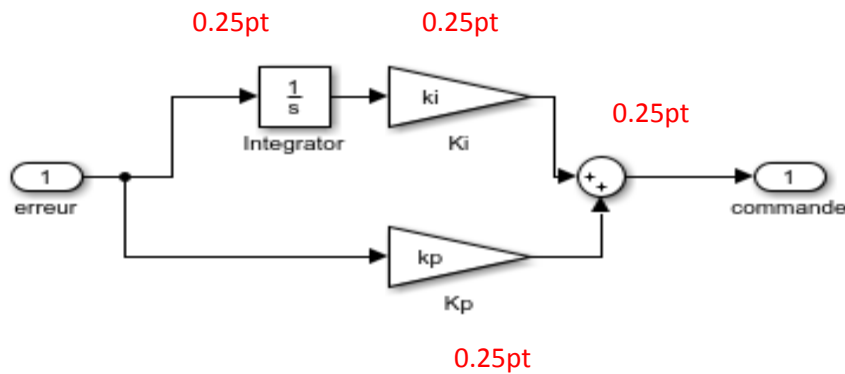 0.25pt
0.25pt
1
s
ki
0.25pt
Integrator
Ki
1
+
+
1
erreur
commande
kp
Kp
0.25pt